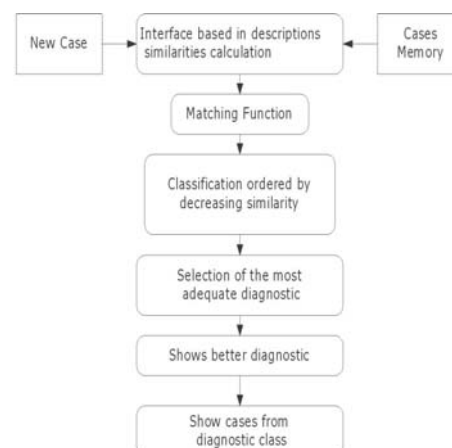 New Case
Interface based in descriptions
similarities calculation
Cases
Memory
Matching Function
Classification ordered by
decreasing similarity
Selection of the most
adequate diagnostic
Shows better diagnostic
Show cases from
diagnostic class